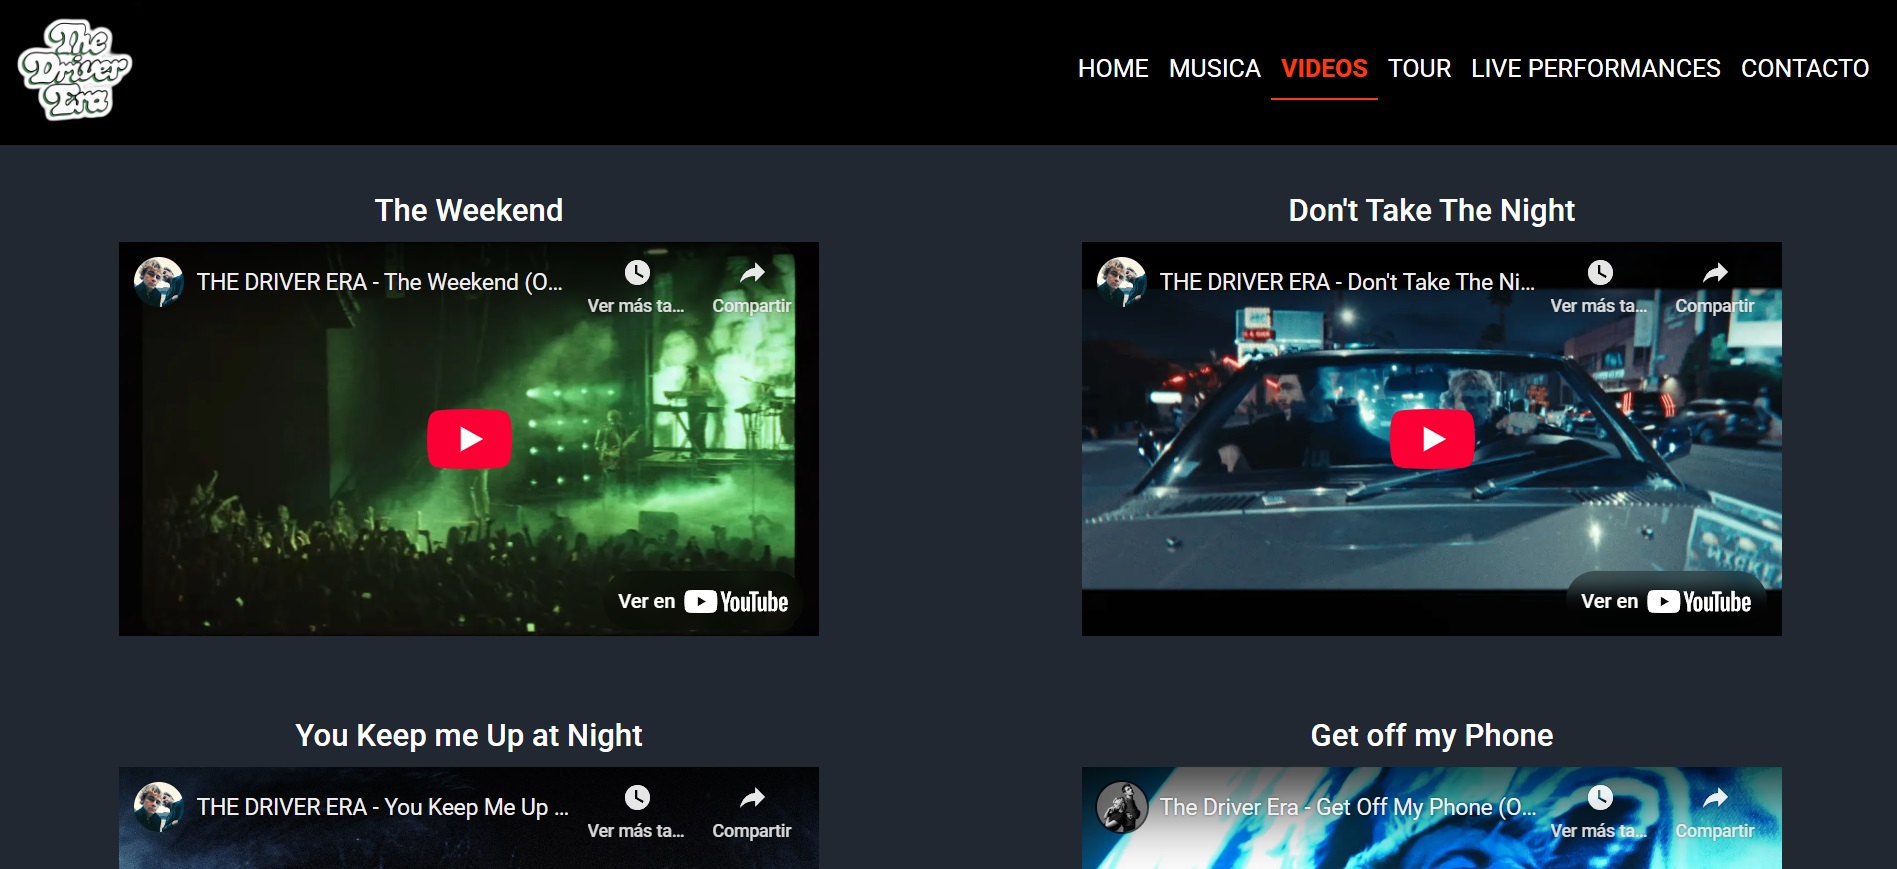 The
Driver
Era
HOME MUSICA VIDEOS TOUR LIVE PERFORMANCES CONTACTO
The Weekend
THE DRIVER ERA - The Weekend (O...
Ver más ta...
Compartir
Ver en YouTube
Don't Take The Night
THE DRIVER ERA - Don't Take The Ni...
Ver más ta...
Compartir
Ver en YouTube
You Keep me Up at Night
THE DRIVER ERA - You Keep Me Up ...
Ver más ta...
Compartir
Get off my Phone
The Driver Era - Get Off My Phone (O...
Ver más ta...
Compartir